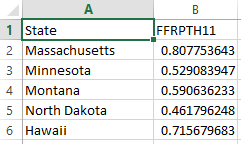 A B
1 State FFRPTH11
2 Massachusetts 0.807753643
3 Minnesota 0.529083947
4 Montana 0.590636233
5 North Dakota 0.461796248
6 Hawaii 0.715679683